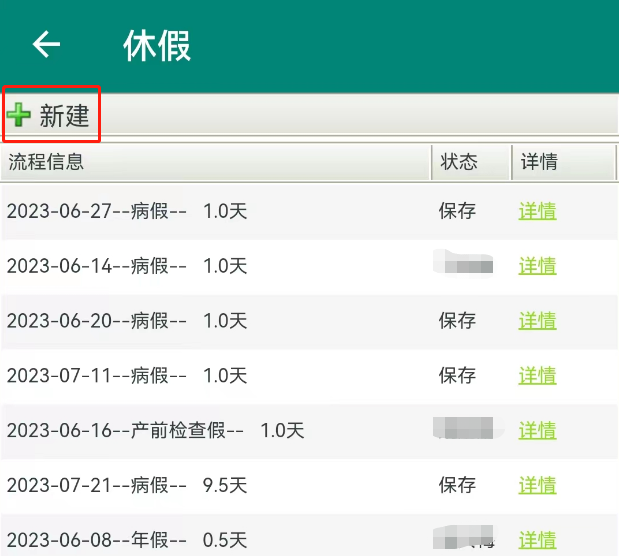 休假
新建
流程信息 状态 详情
2023-06-27--病假-- 1.0天 保存 详情
2023-06-14--病假-- 1.0天 详情
2023-06-20--病假-- 1.0天 保存 详情
2023-07-11--病假-- 1.0天 保存 详情
2023-06-16--产前检查假-- 1.0天 详情
2023-07-21--病假-- 9.5天 保存 详情
2023-06-08--年假-- 0.5天 详情